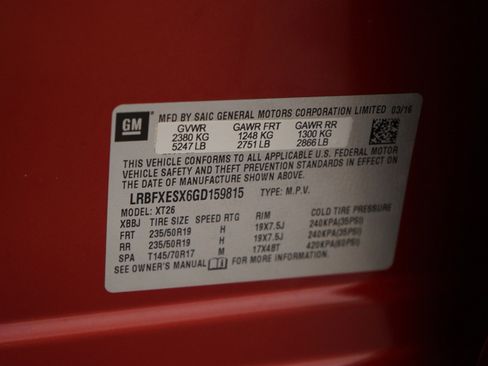 GM
MFD BY SAIC GENERAL MOTORS CORPORATION LIMITED 03/16
GVWR GAWR FRT GAWR RR
2380 KG 1248 KG 1300 KG
5247 LB 2751 LB 2866 LB
THIS VEHICLE CONFORMS TO ALL APPLICABLE U.S. FEDERAL MOTOR
VEHICLE SAFETY AND THEFT PREVENTION STANDARDS IN EFFECT ON
THE DATE OF MANUFACTURE SHOWN ABOVE.
LRBFXESX6GD159815 TYPE: M.P.V.
MODEL: XT26
XBBJ TIRE SIZE SPEED RTG RIM COLD TIRE PRESSURE
FRT 235/50R19 H 19X7.5J 240KPA(35PSI)
RR 235/50R19 H 19X7.5J 240KPA(35PSI)
SPA T145/70R17 M 17X4BT 420KPA(60PSI)
SEE OWNER'S MANUAL FOR MORE INFORMATION.